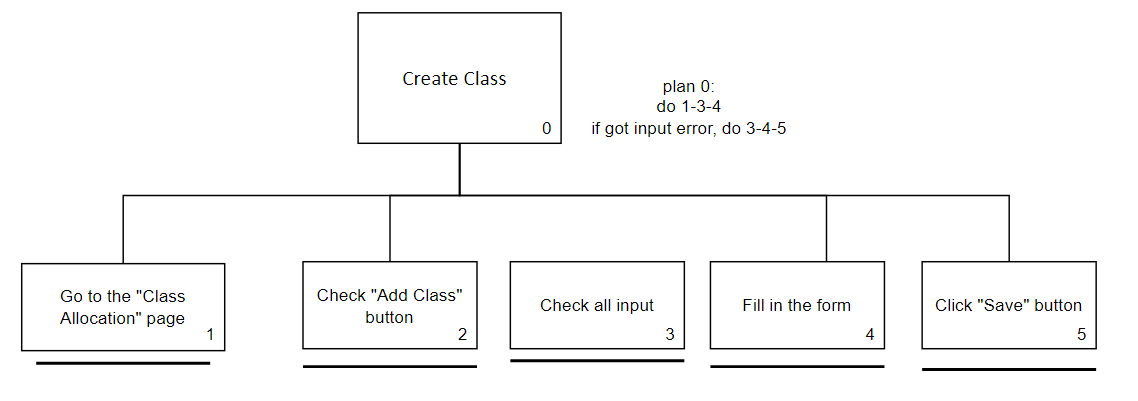 Create Class
0
plan 0:
do 1-3-4
if got input error, do 3-4-5
Go to the "Class
Allocation" page
1
Check "Add Class"
button
2
Check all input
3
Fill in the form
4
Click "Save" button
5